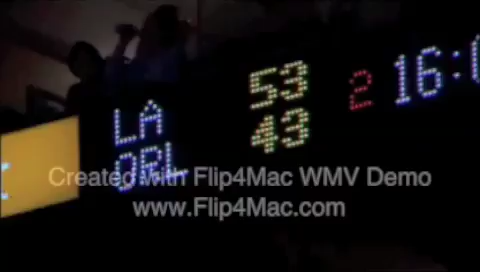 LA 53 2 16:
ORL 43
Created with Flip4Mac WMV Demo
www.Flip4Mac.com